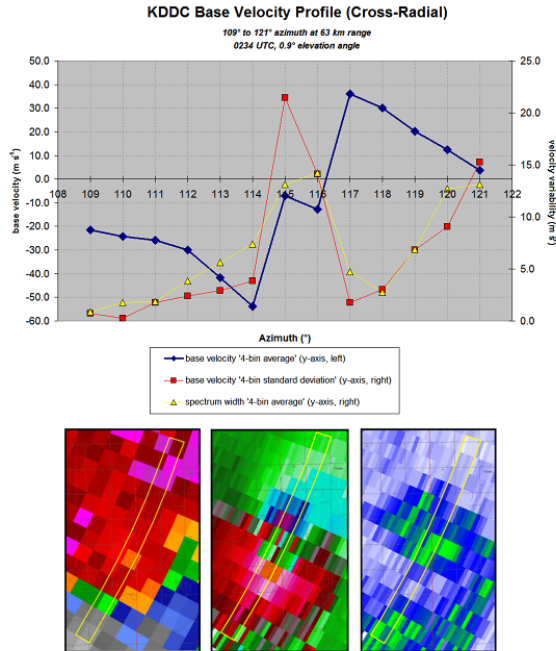 KDDC Base Velocity Profile (Cross-Radial)
109° to 121° azimuth at 63 km range
0234 UTC, 0.9° elevation angle
50.0
40.0
30.0
20.0
10.0
0.0
-10.0
-20.0
-30.0
-40.0
-50.0
-60.0
base velocity (m s⁻¹)
108 109 110 111 112 113 114 115 116 117 118 119 120 121 122
25.0
20.0
15.0
10.0
5.0
0.0
velocity variability (m s
Azimuth (°)
base velocity '4-bin average' (y-axis, left)
base velocity '4-bin standard deviation' (y-axis, right)
spectrum width '4-bin average' (y-axis, right)